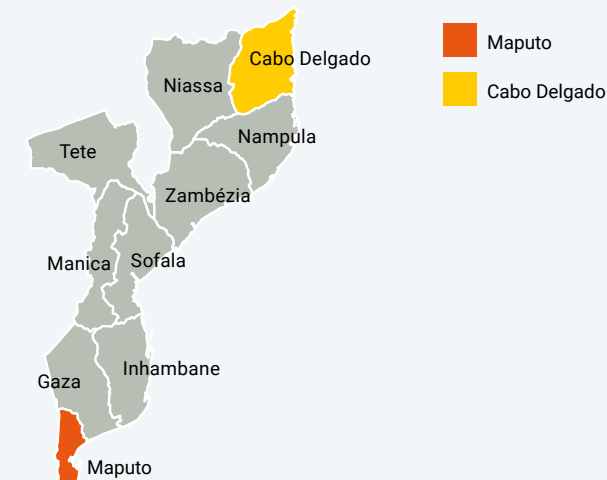 Maputo
Cabo Delgado
Cabo Delgado
Niassa
Nampula
Tete
Zambézia
Manica
Sofala
Inhambane
Gaza
Maputo